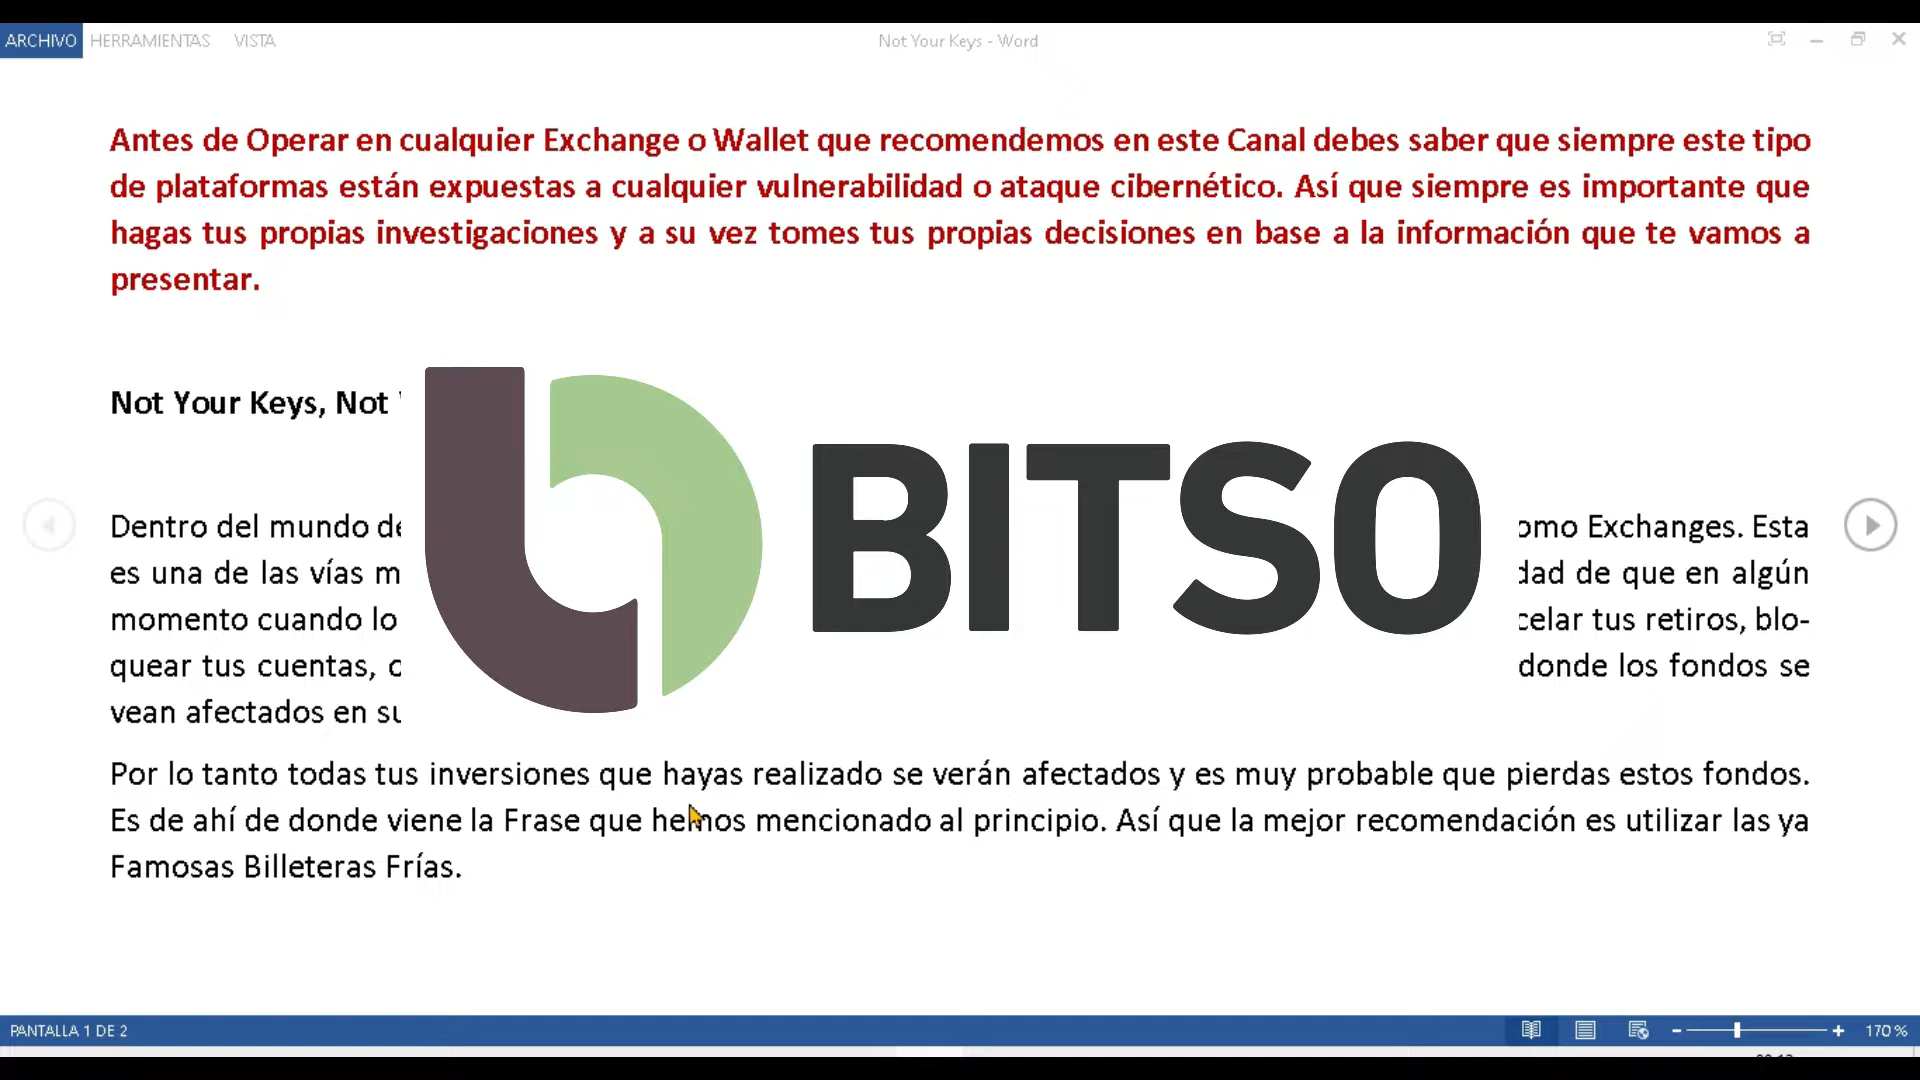 ARCHIVO HERRAMIENTAS VISTA Not Your Keys - Word
Antes de Operar en cualquier Exchange o Wallet que recomendemos en este Canal debes saber que siempre este tipo
de plataformas están expuestas a cualquier vulnerabilidad o ataque cibernético. Así que siempre es importante que
hagas tus propias investigaciones y a su vez tomes tus propias decisiones en base a la información que te vamos a
presentar.
Not Your Keys, Not
BITSO
Dentro del mundo Exchanges. Esta
es una de las vías de que en algún
momento cuando tus retiros, blo-
quear tus cuentas, donde los fondos se
vean afectados en
Por lo tanto todas tus inversiones que hayas realizado se verán afectados y es muy probable que pierdas estos fondos.
Es de ahí de donde viene la Frase que hemos mencionado al principio. Así que la mejor recomendación es utilizar las ya
Famosas Billeteras Frías.
PANTALLA 1 DE 2 170 %